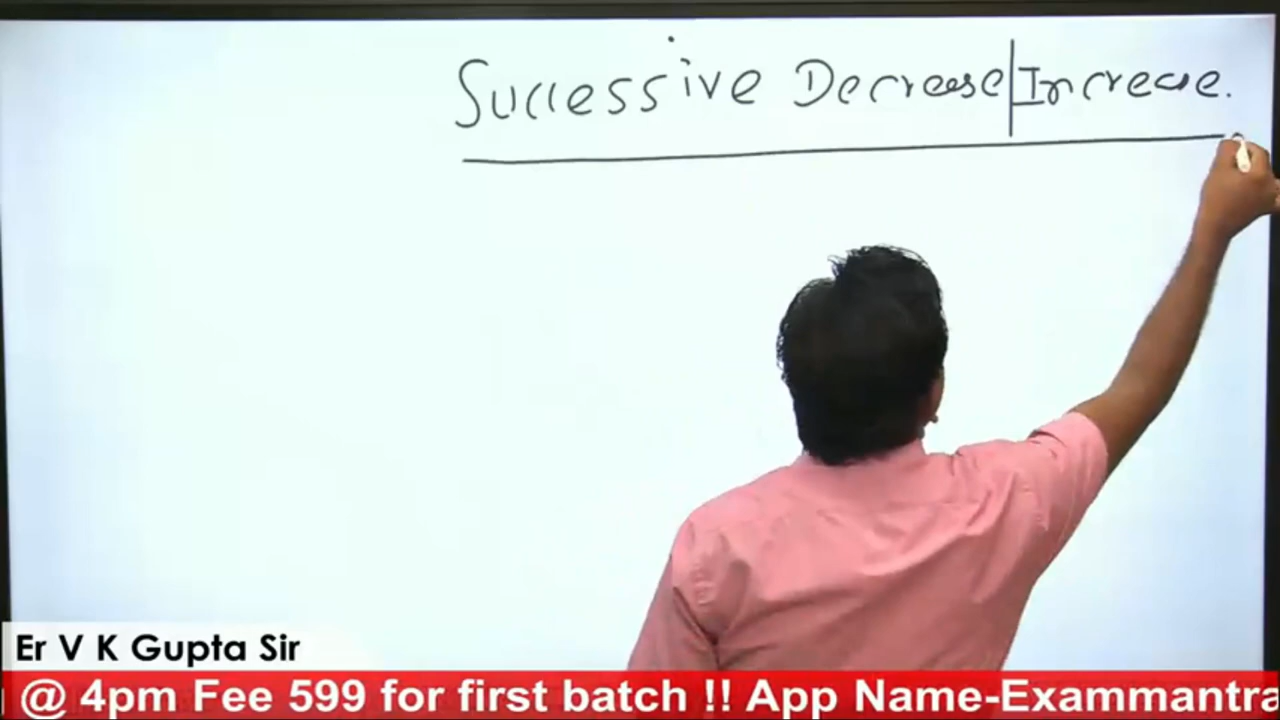 Successive Decrease|Increase.
Er V K Gupta Sir
@ 4pm Fee 599 for first batch !! App Name-Exammantra